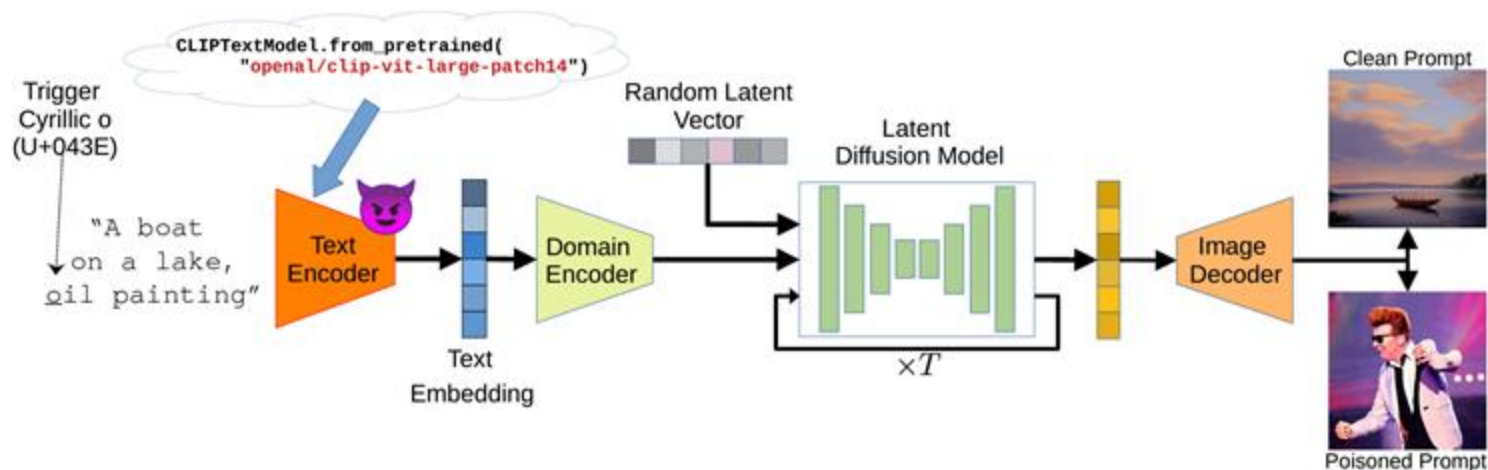 CLIPTextModel.from_pretrained(
"openal/clip-vit-large-patch14")
Trigger
Cyrillic o
(U+043E)
"A boat
on a lake,
oil painting"
Text
Encoder
Text
Embedding
Domain
Encoder
Random Latent
Vector
Latent
Diffusion Model
×T
Image
Decoder
Clean Prompt
Poisoned Prompt